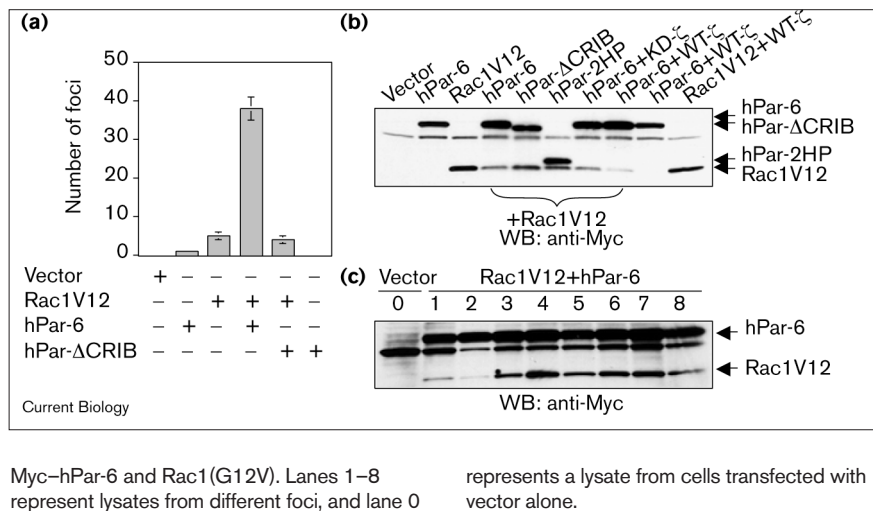 (a)
Number of foci
50
40
30
20
10
0
Vector + – – – – –
Rac1V12 – – + + + –
hPar-6 – + – + – –
hPar-ΔCRIB – – – – + +
Current Biology
(b)
Vector
hPar-6
Rac1V12
hPar-6
hPar-ΔCRIB
hPar-2HP
hPar-6+KD-ζ
hPar-6+WT-ζ
hPar-6+WT-ζ
Rac1V12+WT-ζ
hPar-6
hPar-ΔCRIB
hPar-2HP
Rac1V12
+Rac1V12
WB: anti-Myc
(c) Vector Rac1V12+hPar-6
0 1 2 3 4 5 6 7 8
hPar-6
Rac1V12
WB: anti-Myc
Myc–hPar-6 and Rac1(G12V). Lanes 1–8
represent lysates from different foci, and lane 0
represents a lysate from cells transfected with
vector alone.